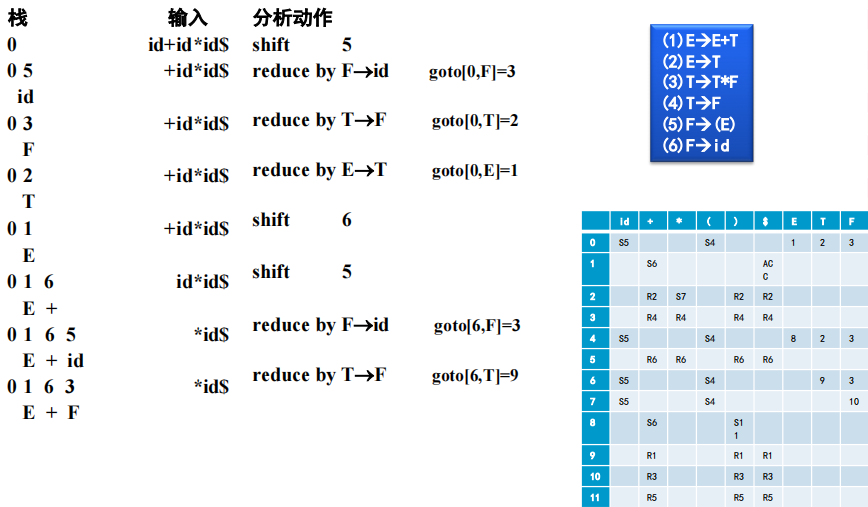 栈 输入 分析动作
0 id+id*id$ shift 5
0 5 +id*id$ reduce by F→id goto[0,F]=3
id
0 3 +id*id$ reduce by T→F goto[0,T]=2
F
0 2 +id*id$ reduce by E→T goto[0,E]=1
T
0 1 +id*id$ shift 6
E
0 1 6 id*id$ shift 5
E +
0 1 6 5 *id$ reduce by F→id goto[6,F]=3
E + id
0 1 6 3 *id$ reduce by T→F goto[6,T]=9
E + F
(1)E→E+T
(2)E→T
(3)T→T*F
(4)T→F
(5)F→(E)
(6)F→id
id + * ( ) $ E T F
0 S5 S4 1 2 3
1 S6 AC
C
2 R2 S7 R2 R2
3 R4 R4 R4 R4
4 S5 S4 8 2 3
5 R6 R6 R6 R6
6 S5 S4 9 3
7 S5 S4 10
8 S6 S1
1
9 R1 R1 R1
10 R3 R3 R3
11 R5 R5 R5